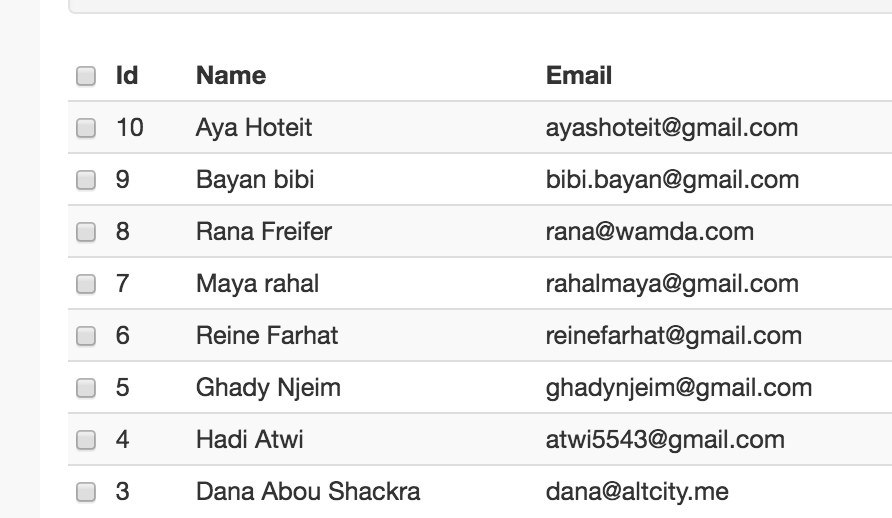 Id Name Email
10 Aya Hoteit ayashoteit@gmail.com
9 Bayan bibi bibi.bayan@gmail.com
8 Rana Freifer rana@wamda.com
7 Maya rahal rahalmaya@gmail.com
6 Reine Farhat reinefarhat@gmail.com
5 Ghady Njeim ghadynjeim@gmail.com
4 Hadi Atwi atwi5543@gmail.com
3 Dana Abou Shackra dana@altcity.me